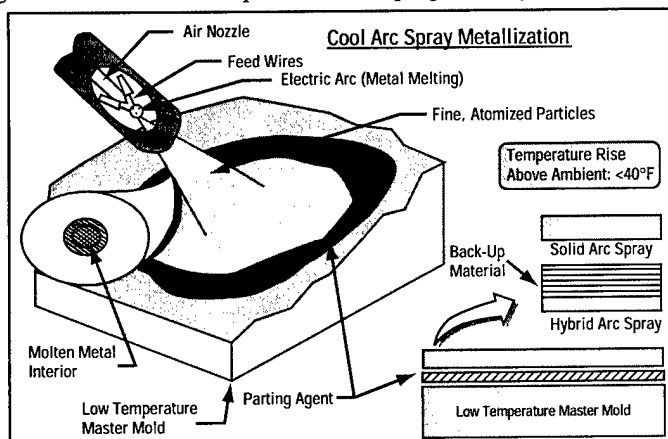 Cool Arc Spray Metallization
Air Nozzle
Feed Wires
Electric Arc (Metal Melting)
Fine, Atomized Particles
Temperature Rise
Above Ambient: <40°F
Solid Arc Spray
Back-Up
Material
Hybrid Arc Spray
Molten Metal
Interior
Low Temperature
Master Mold
Parting Agent
Low Temperature Master Mold